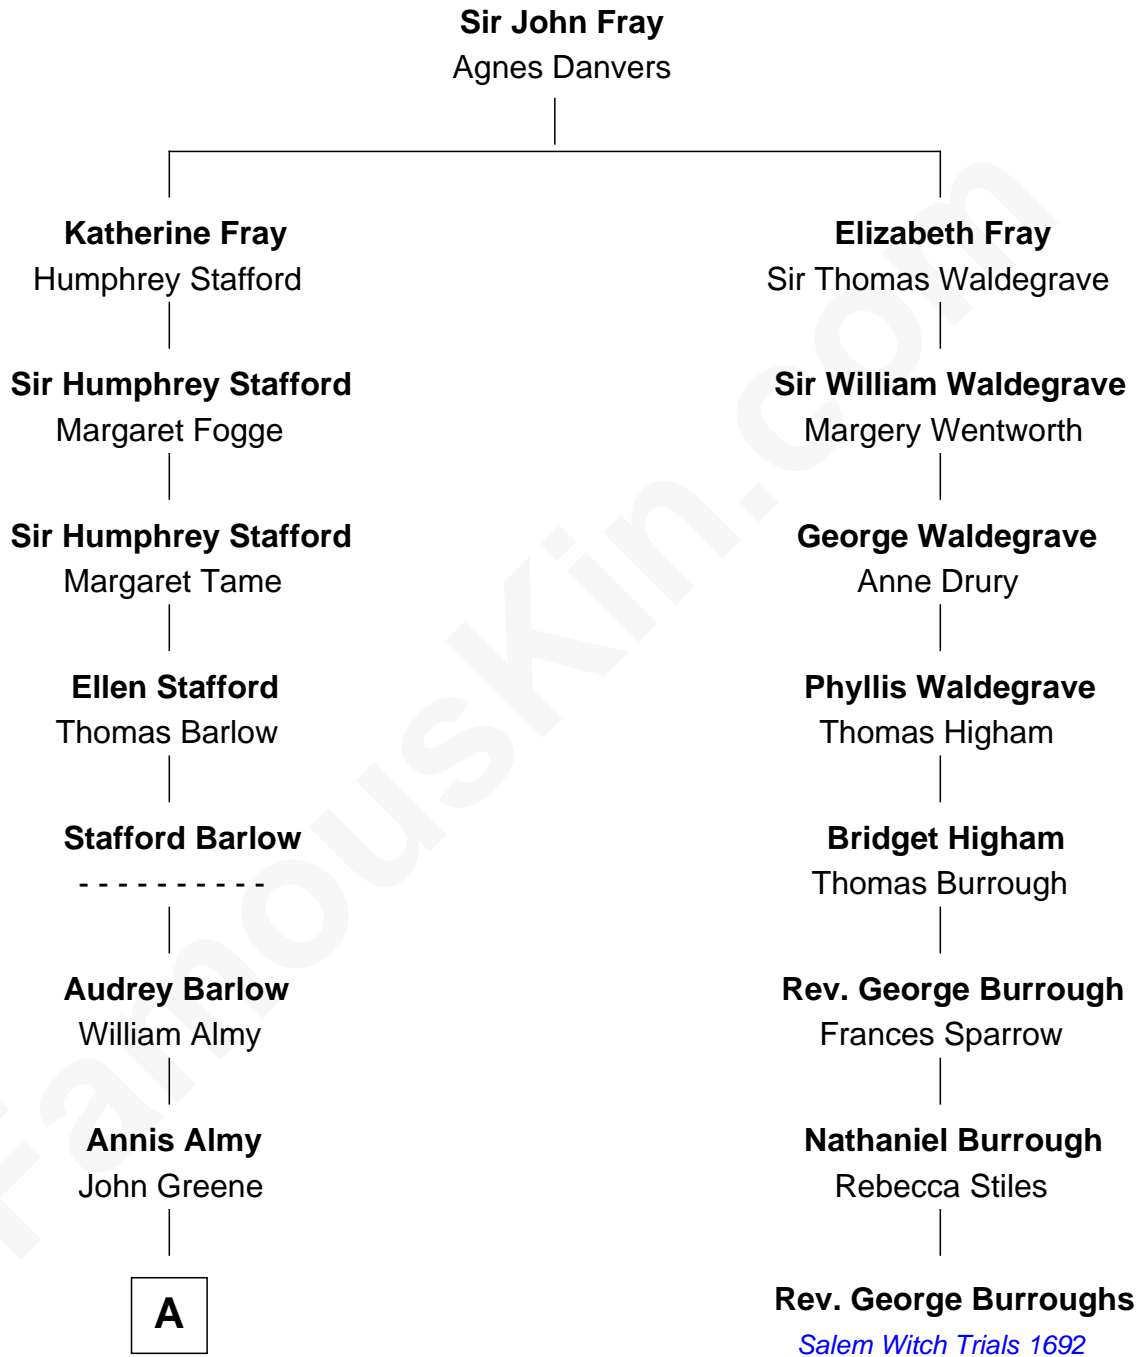 Sir John Fray
Agnes Danvers
Katherine Fray
Humphrey Stafford
Elizabeth Fray
Sir Thomas Waldegrave
Sir Humphrey Stafford
Margaret Fogge
Sir William Waldegrave
Margery Wentworth
Sir Humphrey Stafford
Margaret Tame
George Waldegrave
Anne Drury
Ellen Stafford
Thomas Barlow
Phyllis Waldegrave
Thomas Higham
Stafford Barlow
- - - - - - - - - -
Bridget Higham
Thomas Burrough
Audrey Barlow
William Almy
Rev. George Burrough
Frances Sparrow
Annis Almy
John Greene
Nathaniel Burrough
Rebecca Stiles
A
Rev. George Burroughs
Salem Witch Trials 1692
FamousKin.com